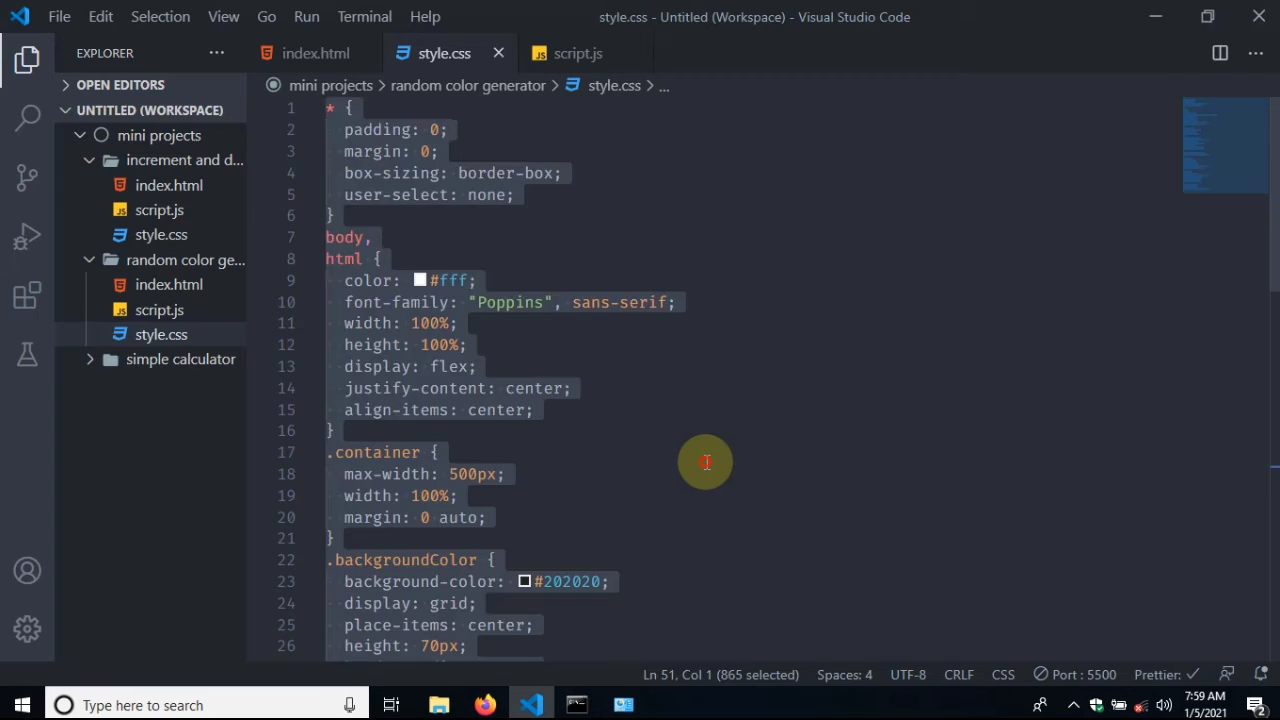 File Edit Selection View Go Run Terminal Help
style.css - Untitled (Workspace) - Visual Studio Code
EXPLORER
index.html
style.css
script.js
OPEN EDITORS
UNTITLED (WORKSPACE)
mini projects
increment and d...
index.html
script.js
style.css
random color ge...
index.html
script.js
style.css
simple calculator
mini projects > random color generator > style.css > ...
1 * {
2 padding: 0;
3 margin: 0;
4 box-sizing: border-box;
5 user-select: none;
6 }
7 body,
8 html {
9 color: #fff;
10 font-family: "Poppins", sans-serif;
11 width: 100%;
12 height: 100%;
13 display: flex;
14 justify-content: center;
15 align-items: center;
16 }
17 .container {
18 max-width: 500px;
19 width: 100%;
20 margin: 0 auto;
21 }
22 .backgroundColor {
23 background-color: #202020;
24 display: grid;
25 place-items: center;
26 height: 70px;
Ln 51, Col 1 (865 selected) Spaces: 4 UTF-8 CRLF CSS Port : 5500 Prettier:
Type here to search
7:59 AM
1/5/2021
2